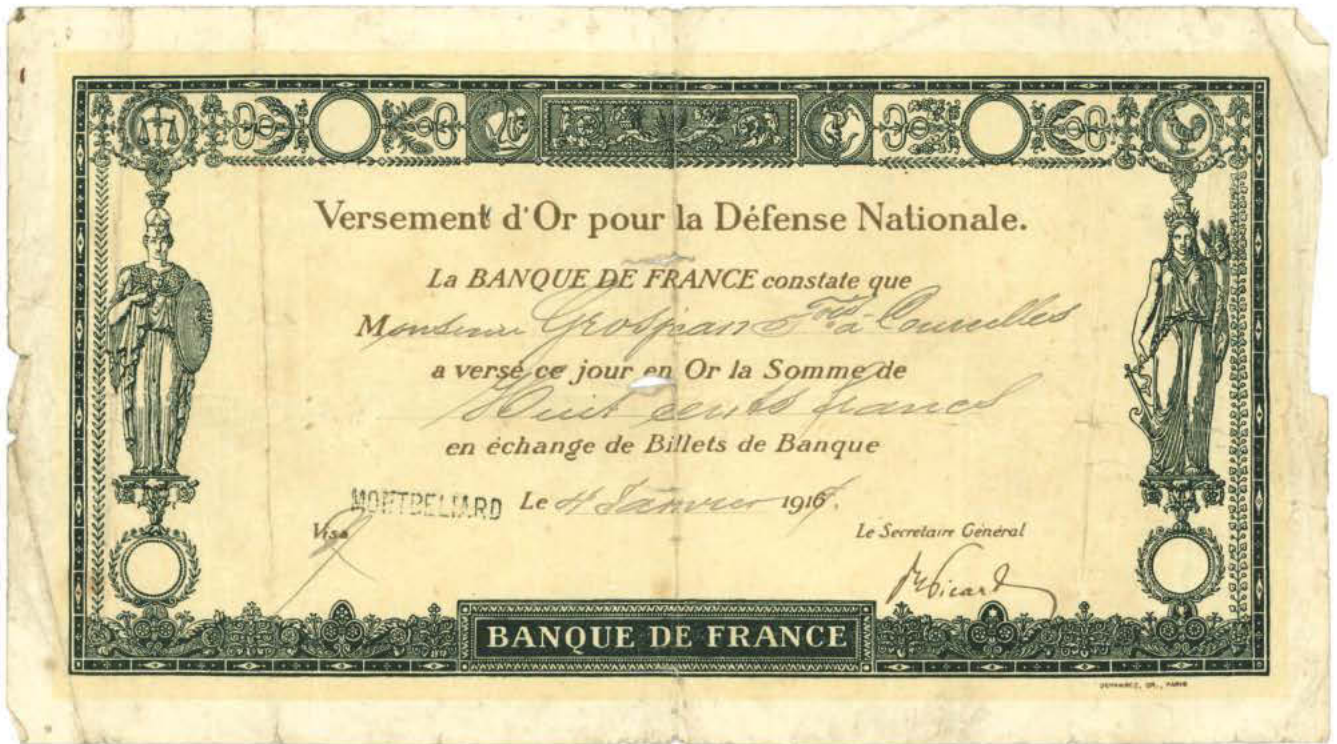 Versement d'Or pour la Défense Nationale.
La BANQUE DE FRANCE constate que
Monsieur Grosjean Fois à Courcelles
a versé ce jour en Or la Somme de
Huit cents francs
en échange de Billets de Banque
MONTBELIARD Le 4 Janvier 1916
Visa
Le Secrétaire Général
Picard
BANQUE DE FRANCE